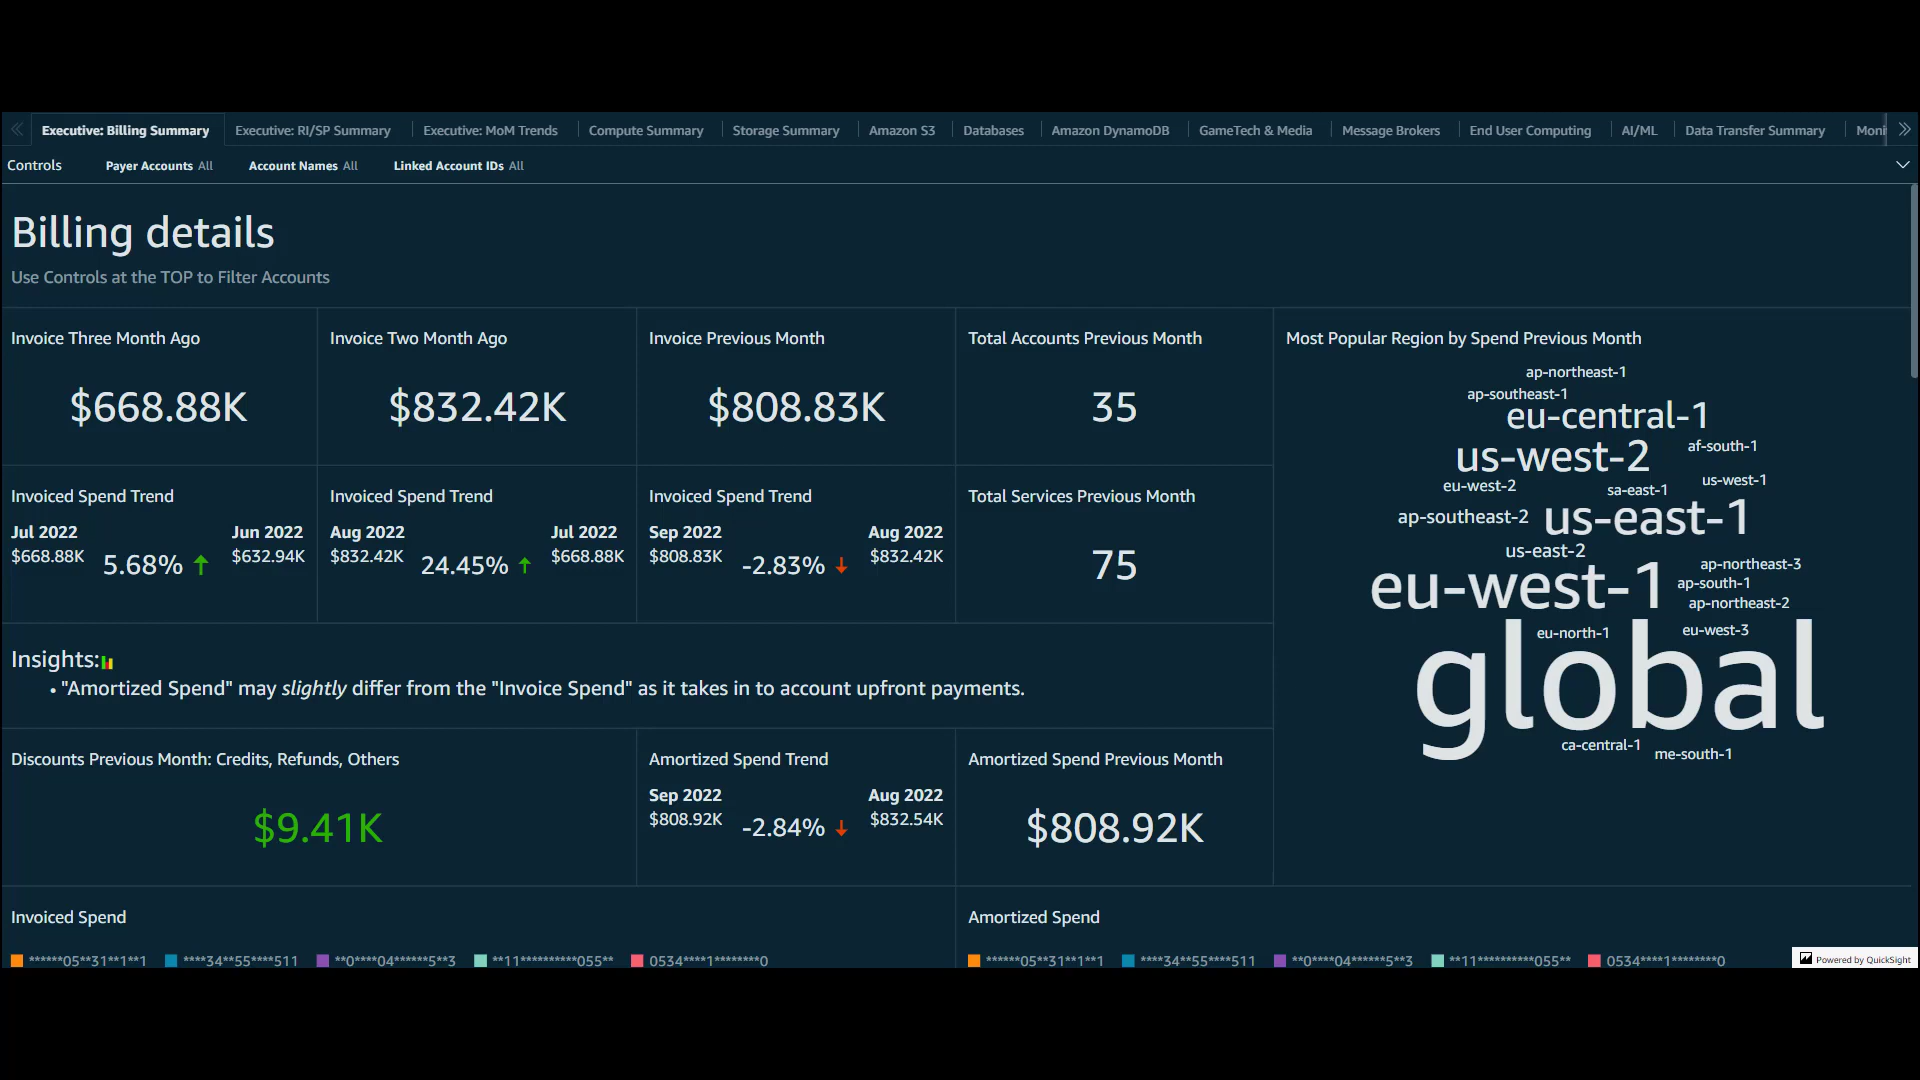 Executive: Billing Summary
Executive: RI/SP Summary
Executive: MoM Trends
Compute Summary
Storage Summary
Amazon S3
Databases
Amazon DynamoDB
GameTech & Media
Message Brokers
End User Computing
AI/ML
Data Transfer Summary
Moni
Controls
Payer Accounts All
Account Names All
Linked Account IDs All
Billing details
Use Controls at the TOP to Filter Accounts
Invoice Three Month Ago
$668.88K
Invoice Two Month Ago
$832.42K
Invoice Previous Month
$808.83K
Total Accounts Previous Month
35
Invoiced Spend Trend
Jul 2022
$668.88K
5.68%
Jun 2022
$632.94K
Invoiced Spend Trend
Aug 2022
$832.42K
24.45%
Jul 2022
$668.88K
Invoiced Spend Trend
Sep 2022
$808.83K
-2.83%
Aug 2022
$832.42K
Total Services Previous Month
75
Most Popular Region by Spend Previous Month
ap-northeast-1
ap-southeast-1
eu-central-1
us-west-2
af-south-1
eu-west-2
sa-east-1
us-west-1
ap-southeast-2
us-east-1
us-east-2
ap-northeast-3
eu-west-1
ap-south-1
ap-northeast-2
eu-north-1
eu-west-3
global
ca-central-1
me-south-1
Insights:
• "Amortized Spend" may slightly differ from the "Invoice Spend" as it takes in to account upfront payments.
Discounts Previous Month: Credits, Refunds, Others
$9.41K
Amortized Spend Trend
Sep 2022
$808.92K
-2.84%
Aug 2022
$832.54K
Amortized Spend Previous Month
$808.92K
Invoiced Spend
******05**31**1**1
****34**55****511
**0****04******5**3
**11**********055**
0534****1********0
Amortized Spend
******05**31**1**1
****34**55****511
**0****04******5**3
**11**********055**
0534****1********0
Powered by QuickSight